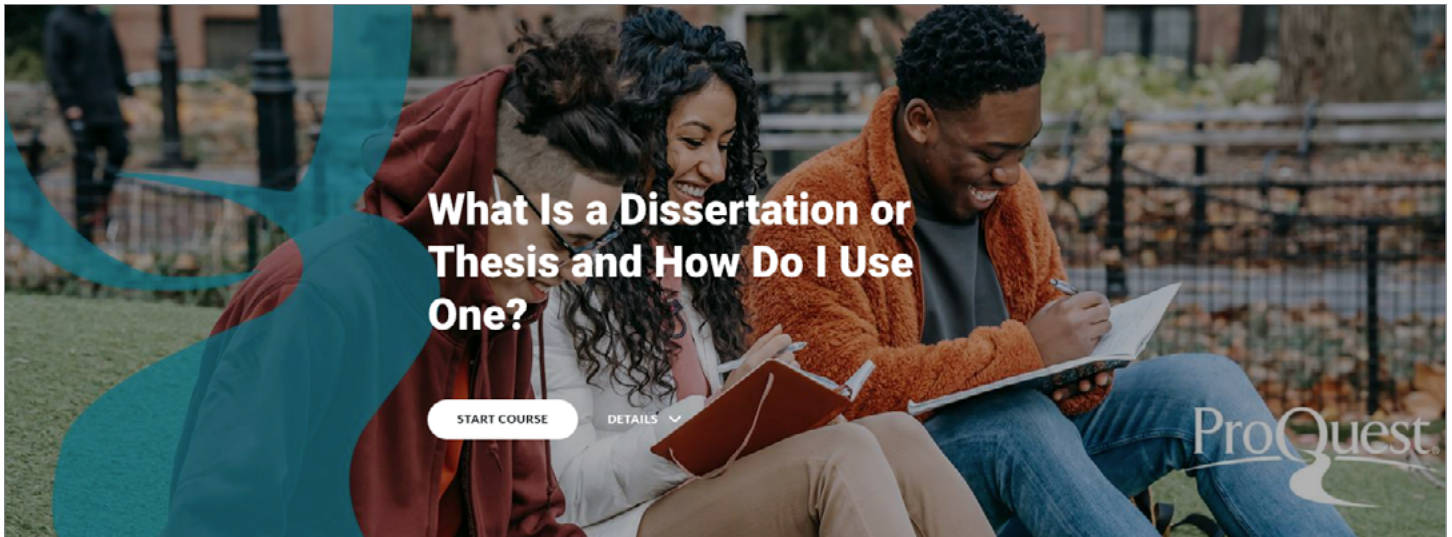 What Is a Dissertation or
Thesis and How Do I Use
One?
START COURSE
DETAILS
ProQuest